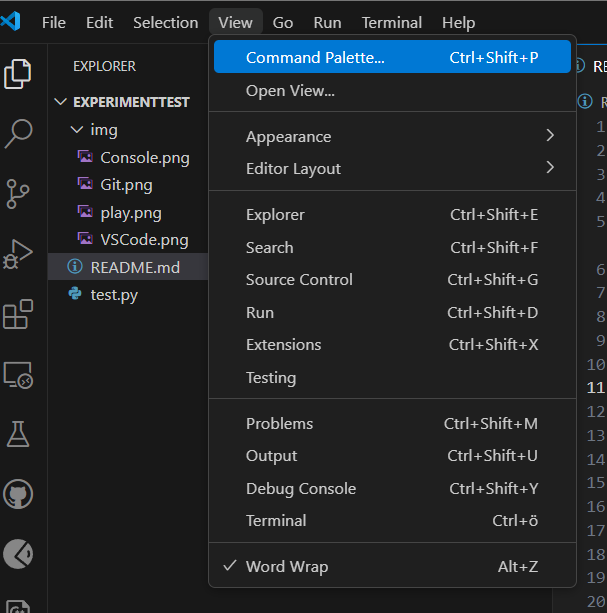 File Edit Selection View Go Run Terminal Help
EXPLORER
EXPERIMENTTEST
img
Console.png
Git.png
play.png
VSCode.png
README.md
test.py
Command Palette... Ctrl+Shift+P
Open View...
Appearance
Editor Layout
Explorer Ctrl+Shift+E
Search Ctrl+Shift+F
Source Control Ctrl+Shift+G
Run Ctrl+Shift+D
Extensions Ctrl+Shift+X
Testing
Problems Ctrl+Shift+M
Output Ctrl+Shift+U
Debug Console Ctrl+Shift+Y
Terminal Ctrl+ö
Word Wrap Alt+Z
RE
R
1
2
3
4
5
6
7
8
9
10
11
12
13
14
15
16
17
18
19
20